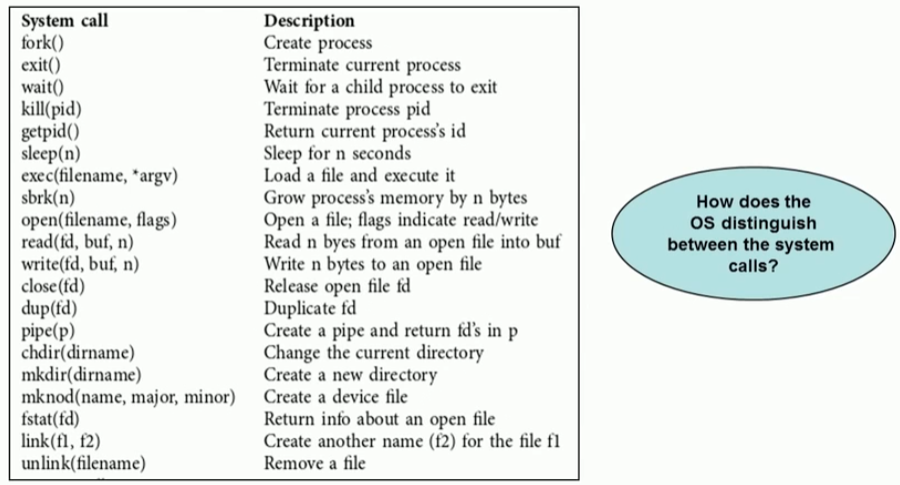 System call Description
fork() Create process
exit() Terminate current process
wait() Wait for a child process to exit
kill(pid) Terminate process pid
getpid() Return current process's id
sleep(n) Sleep for n seconds
exec(filename, *argv) Load a file and execute it
sbrk(n) Grow process's memory by n bytes
open(filename, flags) Open a file; flags indicate read/write
read(fd, buf, n) Read n byes from an open file into buf
write(fd, buf, n) Write n bytes to an open file
close(fd) Release open file fd
dup(fd) Duplicate fd
pipe(p) Create a pipe and return fd's in p
chdir(dirname) Change the current directory
mkdir(dirname) Create a new directory
mknod(name, major, minor) Create a device file
fstat(fd) Return info about an open file
link(f1, f2) Create another name (f2) for the file f1
unlink(filename) Remove a file
How does the
OS distinguish
between the system
calls?